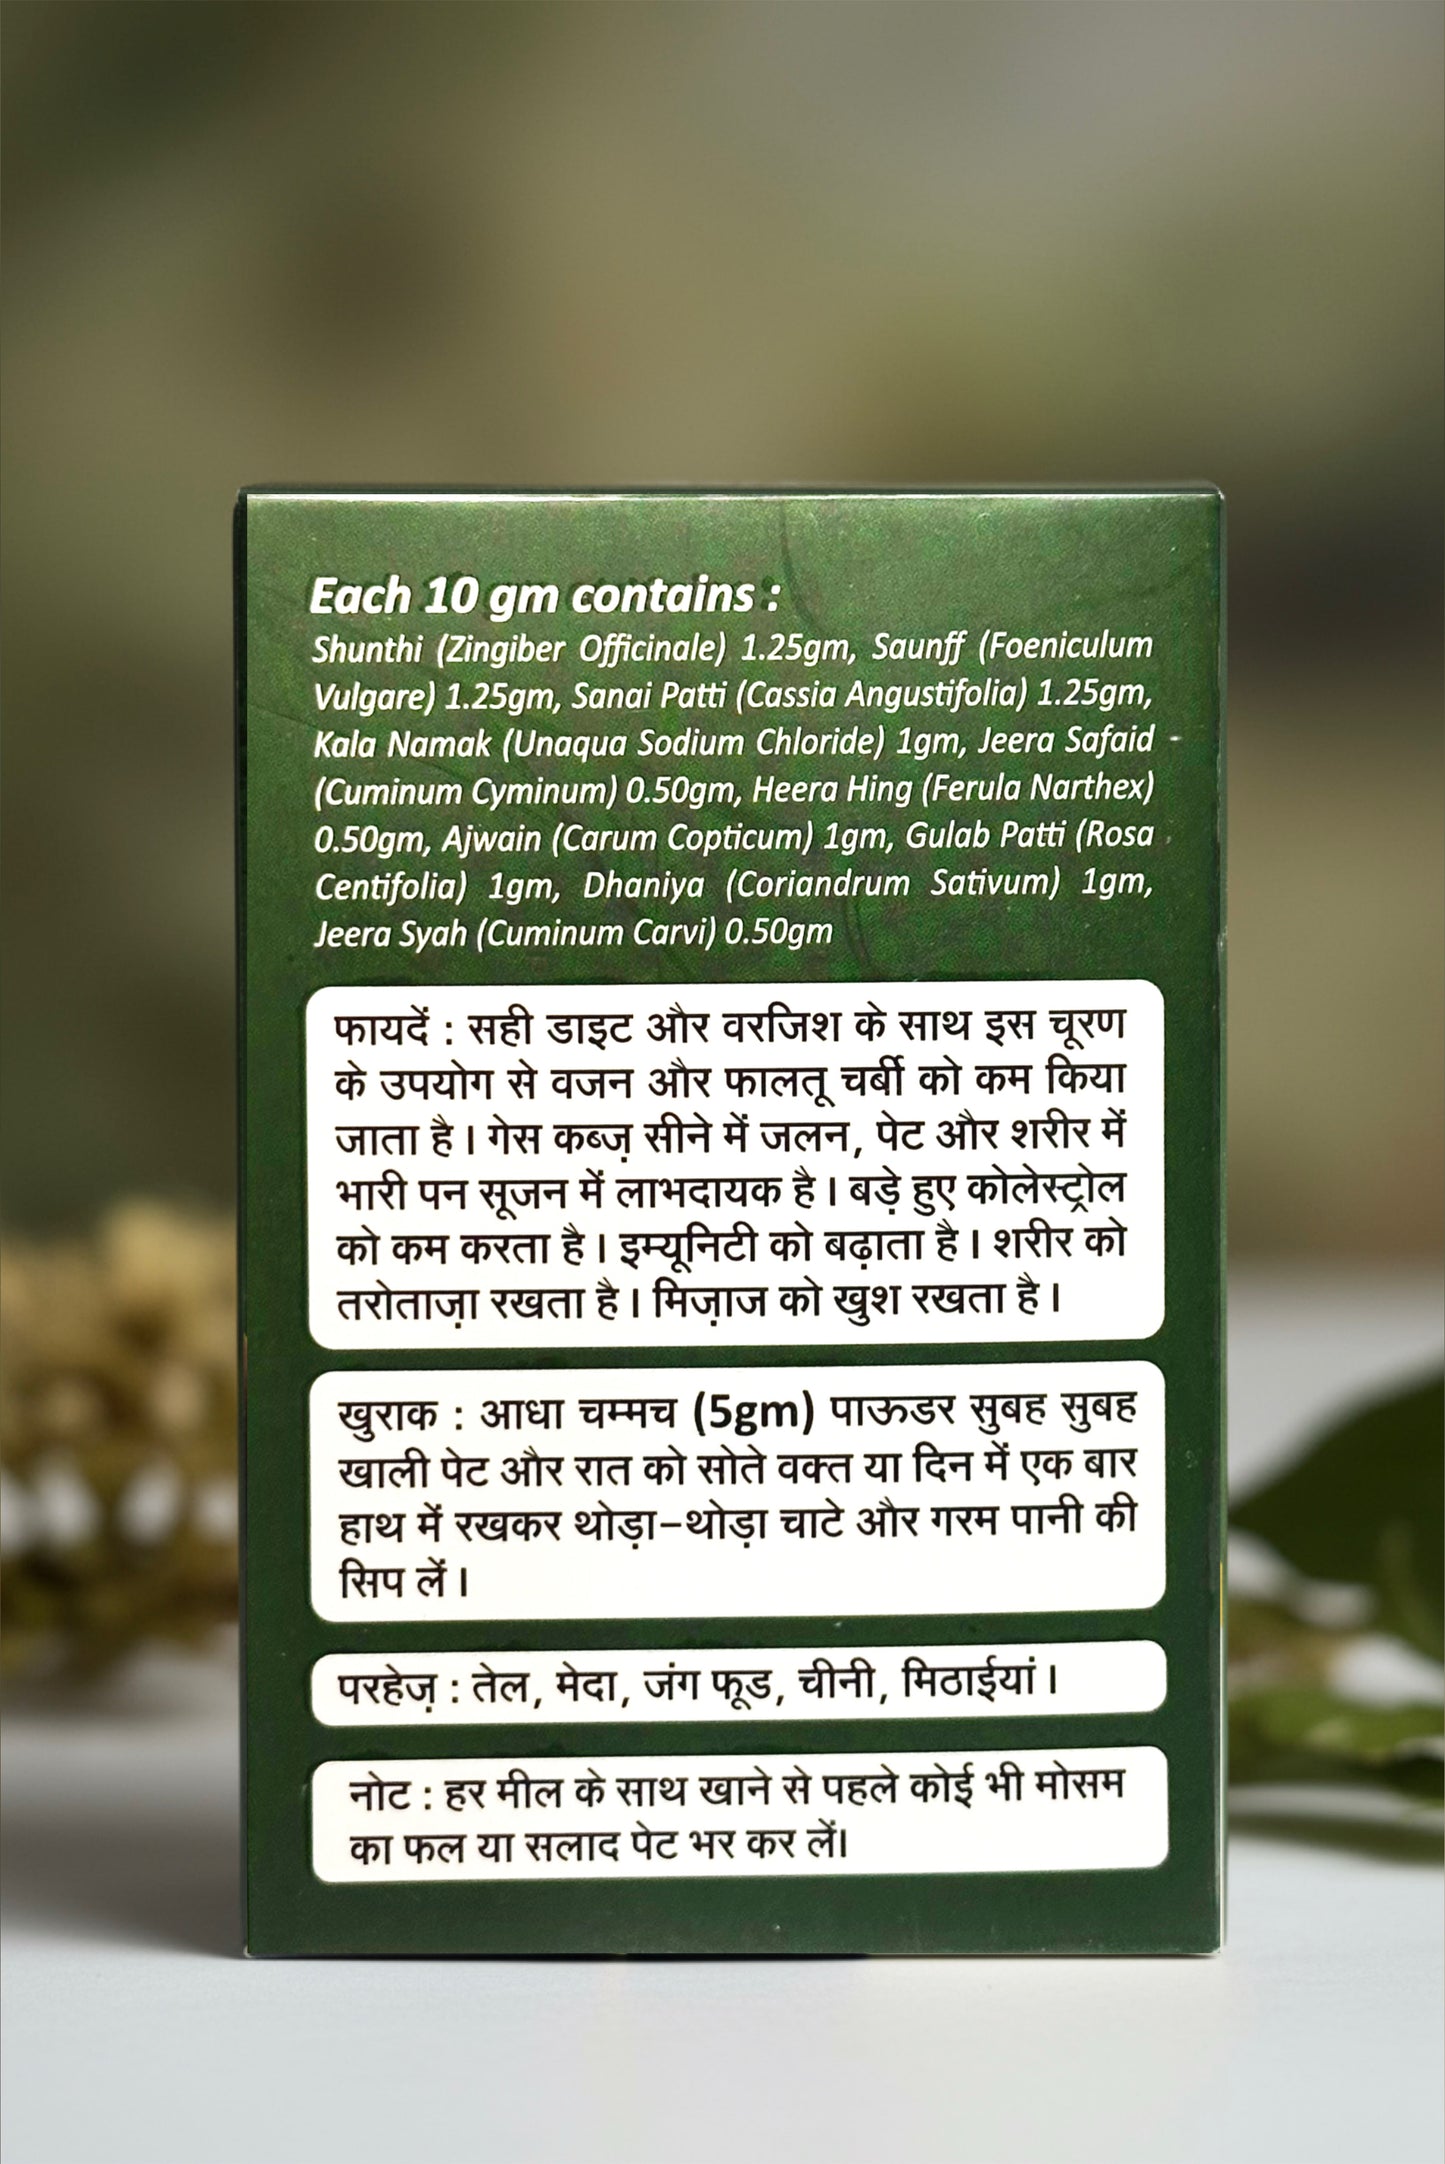 Each 10 gm contains :
Shunthi (Zingiber Officinale) 1.25gm, Saunff (Foeniculum
Vulgare) 1.25gm, Sanai Patti (Cassia Angustifolia) 1.25gm,
Kala Namak (Unaqua Sodium Chloride) 1gm, Jeera Safaid
(Cuminum Cyminum) 0.50gm, Heera Hing (Ferula Narthex)
0.50gm, Ajwain (Carum Copticum) 1gm, Gulab Patti (Rosa
Centifolia) 1gm, Dhaniya (Coriandrum Sativum) 1gm,
Jeera Syah (Cuminum Carvi) 0.50gm
फायदें : सही डाइट और वरजिश के साथ इस चूरण
के उपयोग से वजन और फालतू चर्बी को कम किया
जाता है। गेस कब्ज़ सीने में जलन, पेट और शरीर में
भारी पन सूजन में लाभदायक है। बड़े हुए कोलेस्ट्रोल
को कम करता है। इम्यूनिटी को बढ़ाता है। शरीर को
तरोताज़ा रखता है। मिज़ाज को खुश रखता है।
खुराक : आधा चम्मच (5gm) पाऊडर सुबह सुबह
खाली पेट और रात को सोते वक्त या दिन में एक बार
हाथ में रखकर थोड़ा-थोड़ा चाटे और गरम पानी की
सिप लें।
परहेज़ : तेल, मेदा, जंग फूड, चीनी, मिठाईयां।
नोट : हर मील के साथ खाने से पहले कोई भी मोसम
का फल या सलाद पेट भर कर लें।